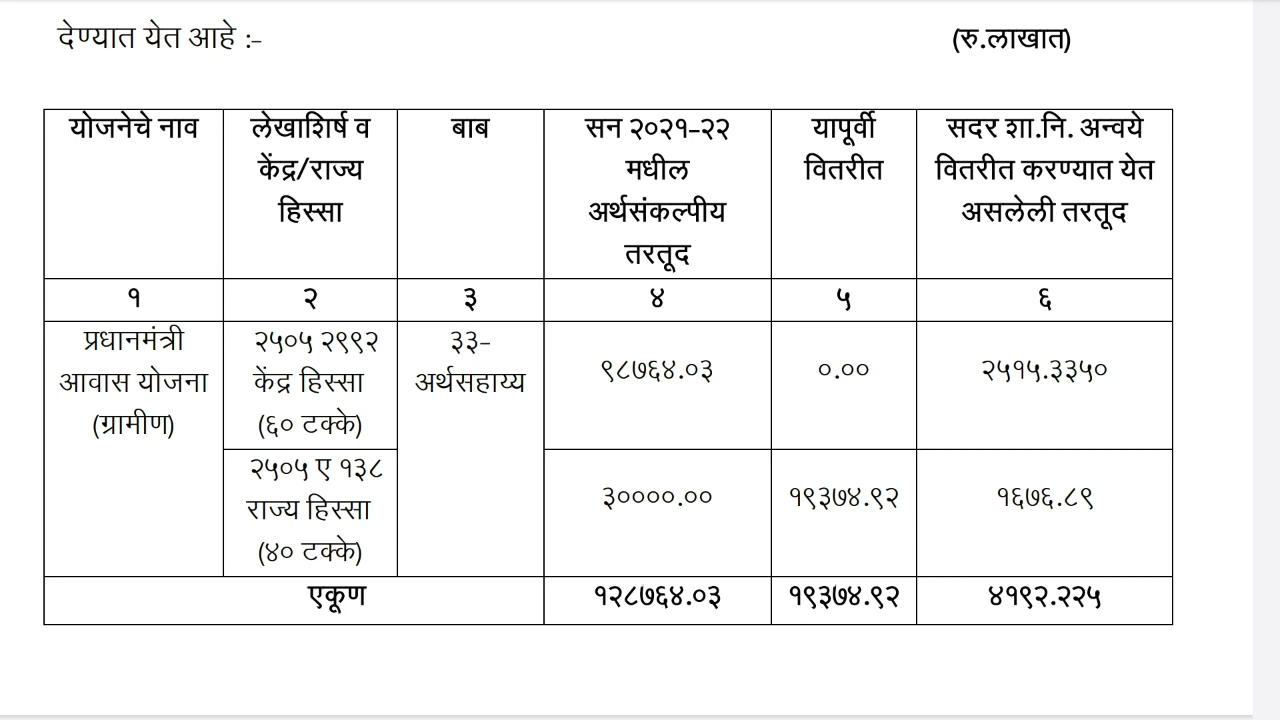 देण्यात येत आहे :-
(रु.लाखात)
योजनेचे नाव
लेखाशिर्ष व
केंद्र/राज्य
हिस्सा
बाब
सन २०२१-२२
मधील
अर्थसंकल्पीय
तरतूद
यापूर्वी
वितरीत
सदर शा.नि. अन्वये
वितरीत करण्यात येत
असलेली तरतूद
१
२
३
४
५
६
प्रधानमंत्री
आवास योजना
(ग्रामीण)
२५०५ २९९२
केंद्र हिस्सा
(६० टक्के)
३३-
अर्थसहाय्य
९८७६४.०३
०.००
२५१५.३३५०
२५०५ ए १३८
राज्य हिस्सा
(४० टक्के)
३००००.००
१९३७४.९२
१६७६.८९
एकूण
१२८७६४.०३
१९३७४.९२
४१९२.२२५